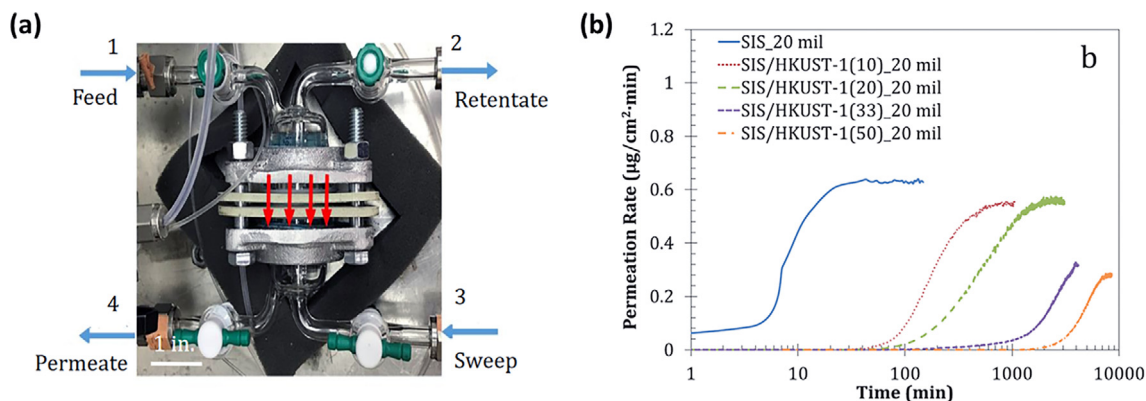 (a)
1
Feed
2
Retentate
4
Permeate
1 in.
3
Sweep
(b)
b
SIS_20 mil
SIS/HKUST-1(10)_20 mil
SIS/HKUST-1(20)_20 mil
SIS/HKUST-1(33)_20 mil
SIS/HKUST-1(50)_20 mil
Permeation Rate (µg/cm²·min)
1.2
1
0.8
0.6
0.4
0.2
0
1 10 100 1000 10000
Time (min)